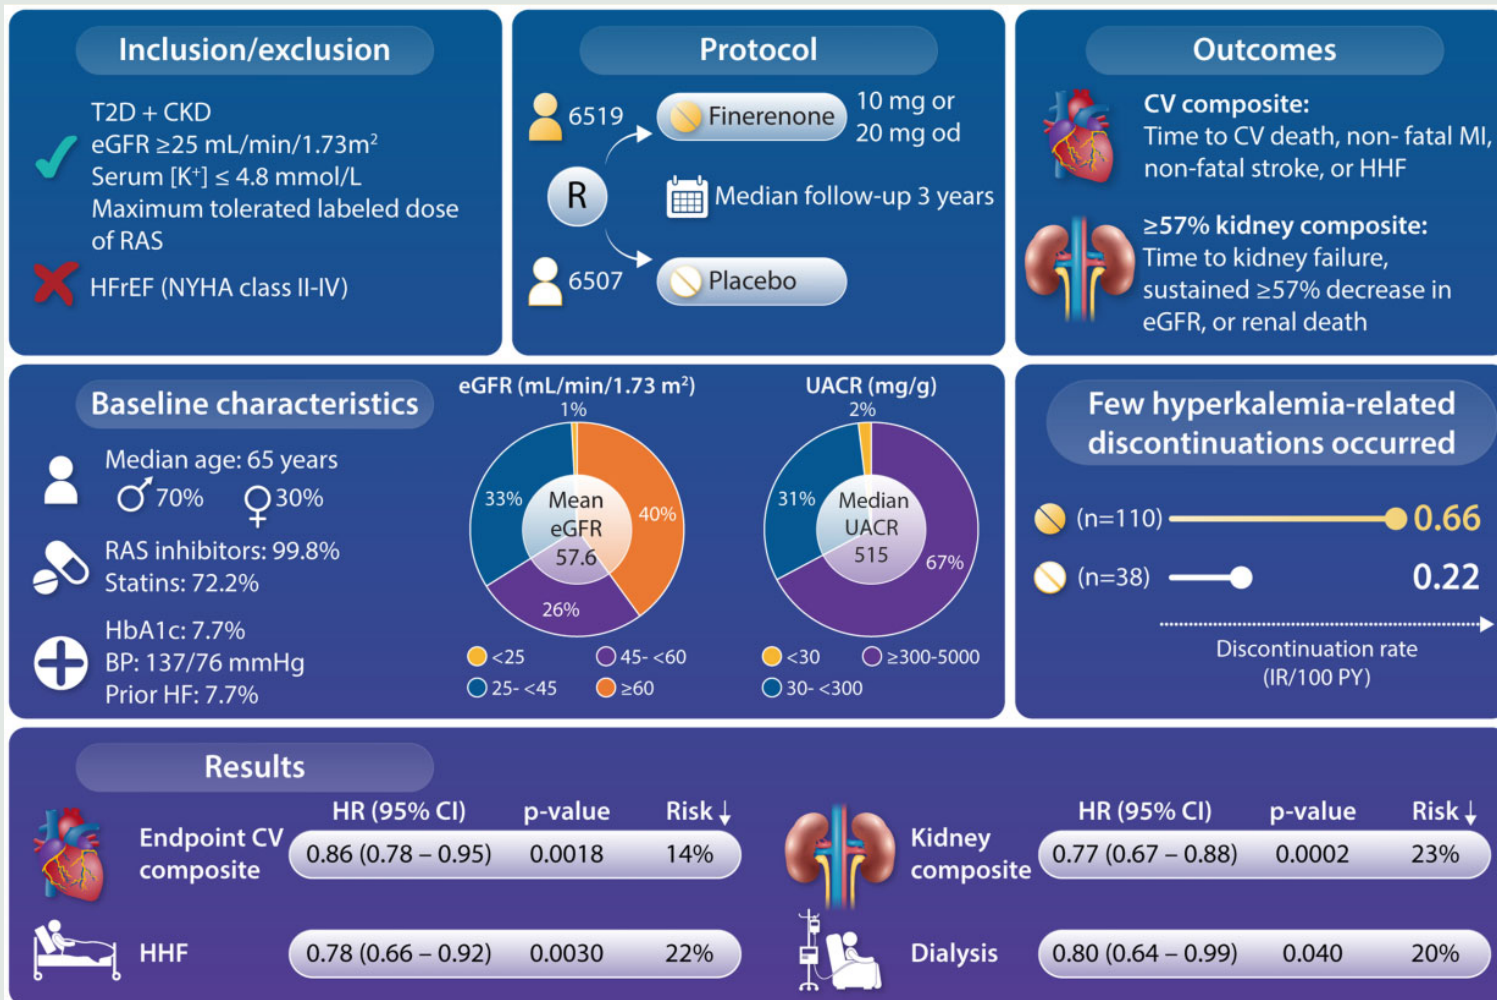 Inclusion/exclusion
T2D + CKD
eGFR ≥25 mL/min/1.73m²
Serum [K⁺] ≤ 4.8 mmol/L
Maximum tolerated labeled dose
of RAS
HFrEF (NYHA class II-IV)
Protocol
6519
Finerenone
10 mg or
20 mg od
R
Median follow-up 3 years
6507
Placebo
Outcomes
CV composite:
Time to CV death, non- fatal MI,
non-fatal stroke, or HHF
≥57% kidney composite:
Time to kidney failure,
sustained ≥57% decrease in
eGFR, or renal death
Baseline characteristics
Median age: 65 years
♂ 70% ♀ 30%
RAS inhibitors: 99.8%
Statins: 72.2%
HbA1c: 7.7%
BP: 137/76 mmHg
Prior HF: 7.7%
eGFR (mL/min/1.73 m²)
1%
33%
40%
26%
Mean
eGFR
57.6
<25
45- <60
25- <45
≥60
UACR (mg/g)
2%
31%
67%
Median
UACR
515
<30
≥300-5000
30- <300
Few hyperkalemia-related
discontinuations occurred
(n=110) 0.66
(n=38) 0.22
Discontinuation rate
(IR/100 PY)
Results
HR (95% CI) p-value Risk ↓
Endpoint CV
composite
0.86 (0.78 – 0.95) 0.0018 14%
HHF 0.78 (0.66 – 0.92) 0.0030 22%
HR (95% CI) p-value Risk ↓
Kidney
composite
0.77 (0.67 – 0.88) 0.0002 23%
Dialysis 0.80 (0.64 – 0.99) 0.040 20%